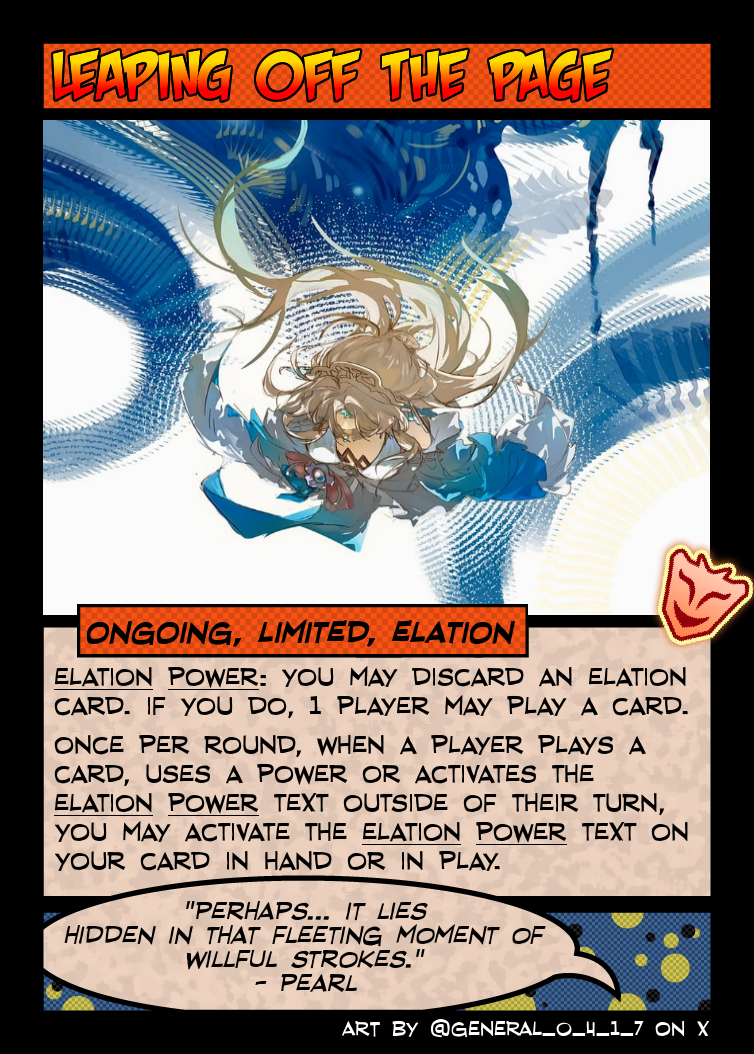 LEAPING OFF THE PAGE
ONGOING, LIMITED, ELATION
ELATION POWER: YOU MAY DISCARD AN ELATION
CARD. IF YOU DO, 1 PLAYER MAY PLAY A CARD.
ONCE PER ROUND, WHEN A PLAYER PLAYS A
CARD, USES A POWER OR ACTIVATES THE
ELATION POWER TEXT OUTSIDE OF THEIR TURN,
YOU MAY ACTIVATE THE ELATION POWER TEXT ON
YOUR CARD IN HAND OR IN PLAY.
"PERHAPS... IT LIES
HIDDEN IN THAT FLEETING MOMENT OF
WILLFUL STROKES."
- PEARL
ART BY @GENERAL_0_4_1_7 ON X